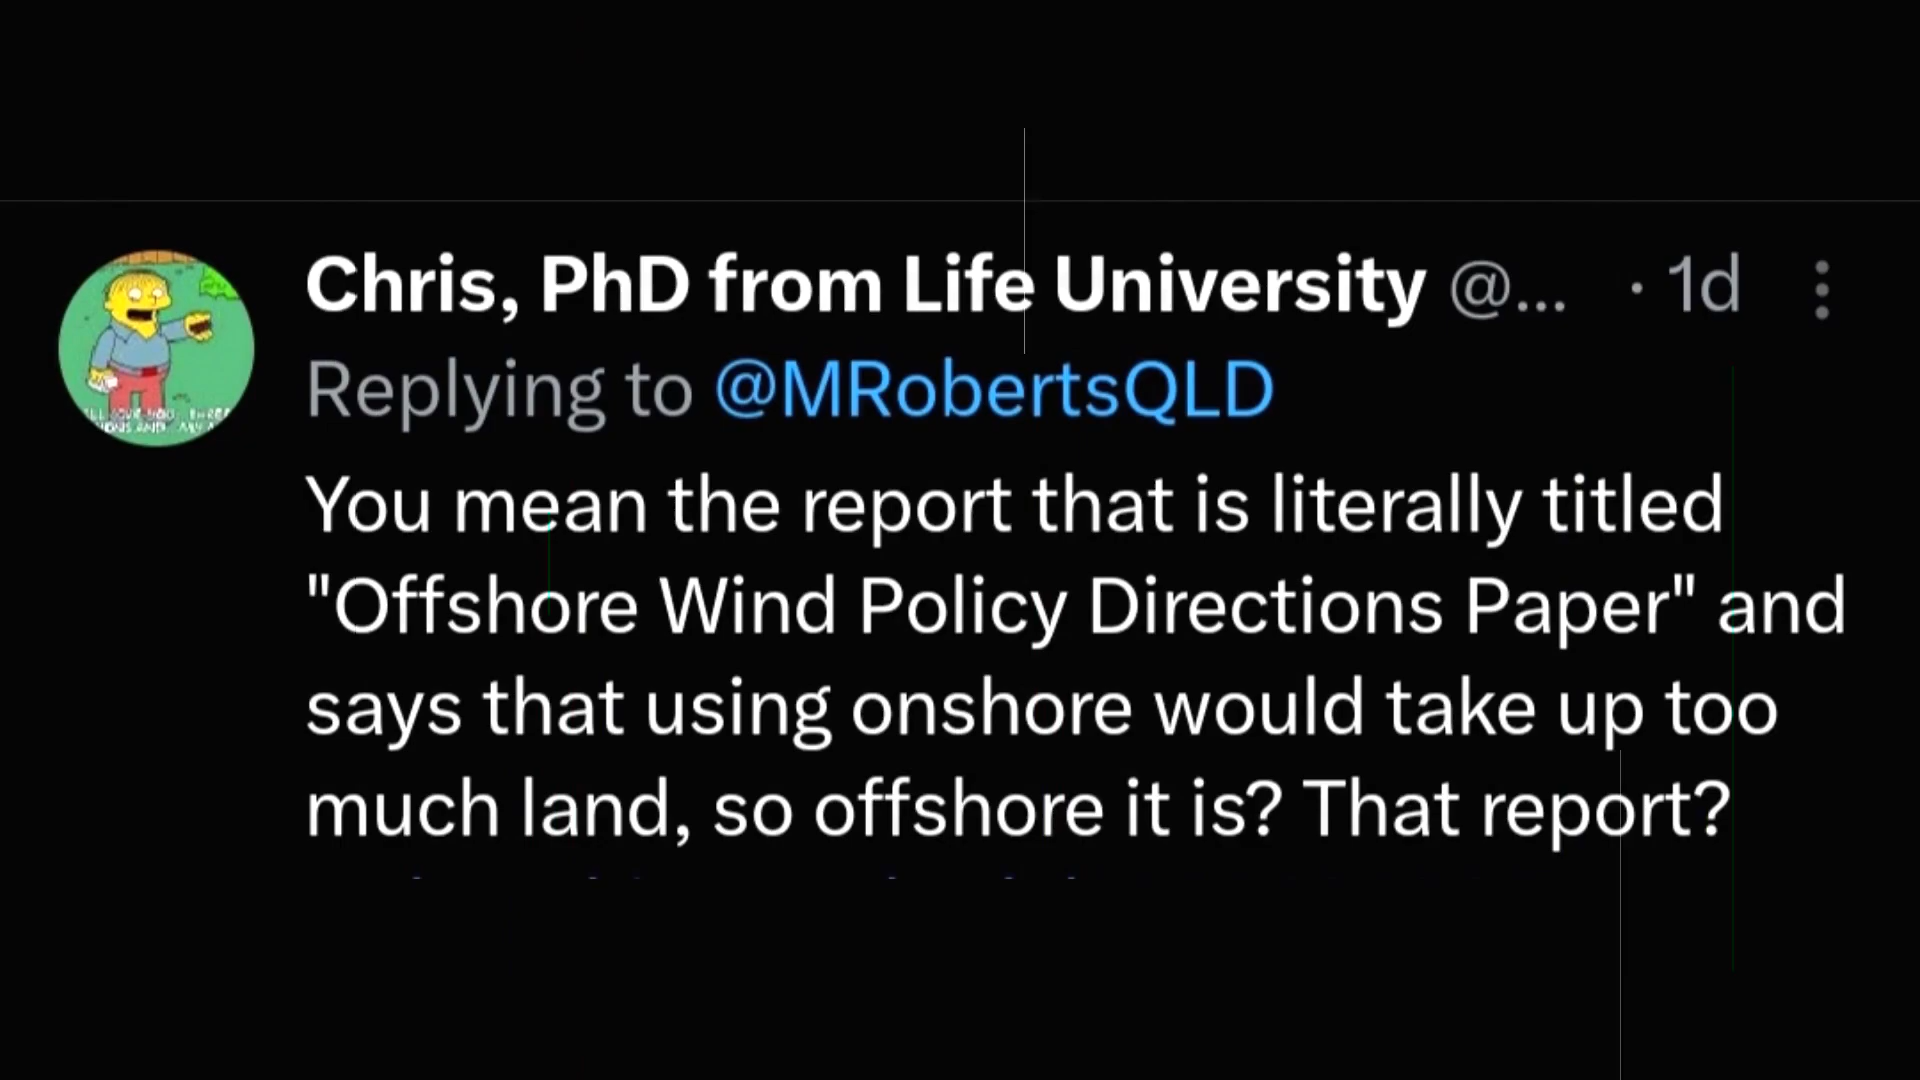 Chris, PhD from Life University @... · 1d
Replying to @MRobertsQLD
You mean the report that is literally titled
"Offshore Wind Policy Directions Paper" and
says that using onshore would take up too
much land, so offshore it is? That report?